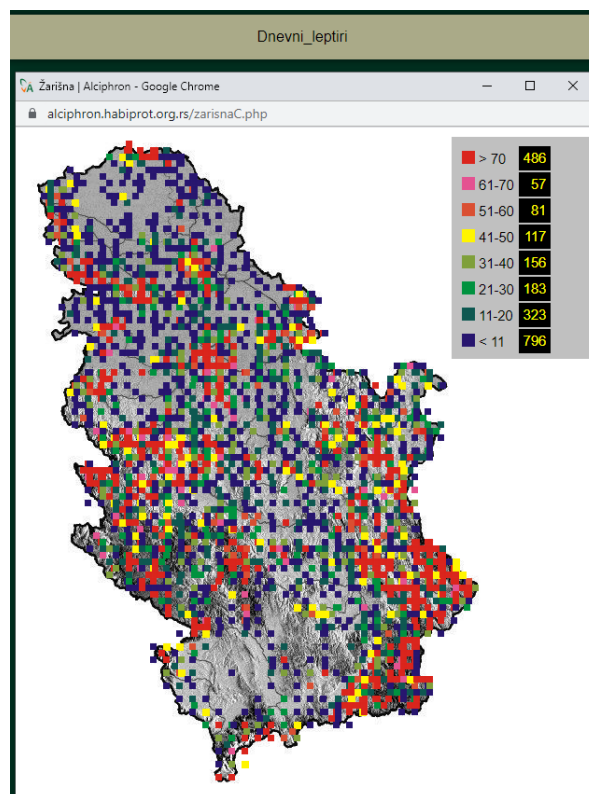 Dnevni_leptiri
Žarišna | Alciphron - Google Chrome
alciphron.habiprot.org.rs/zarisnaC.php
> 70 486
61-70 57
51-60 81
41-50 117
31-40 156
21-30 183
11-20 323
< 11 796